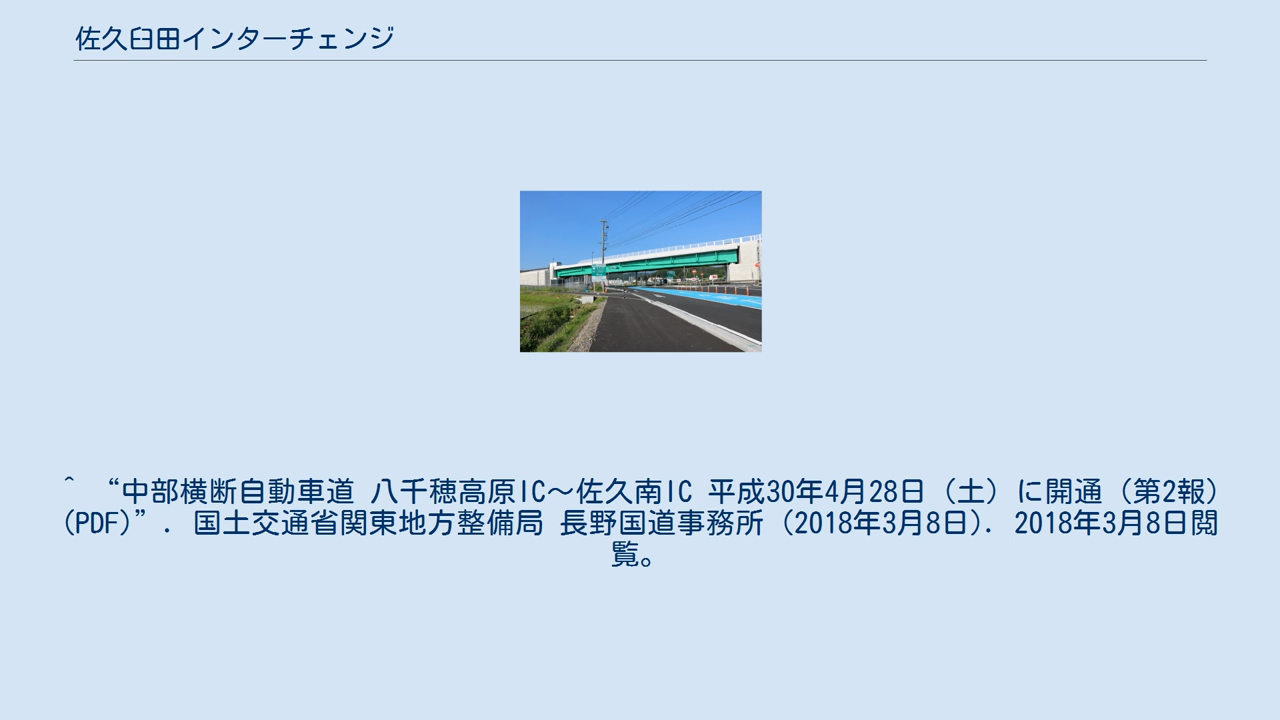 佐久臼田インターチェンジ
^ “中部横断自動車道 八千穂高原IC～佐久南IC 平成30年4月28日（土）に開通（第2報）
(PDF)”. 国土交通省関東地方整備局 長野国道事務所 (2018年3月8日). 2018年3月8日閲
覧。